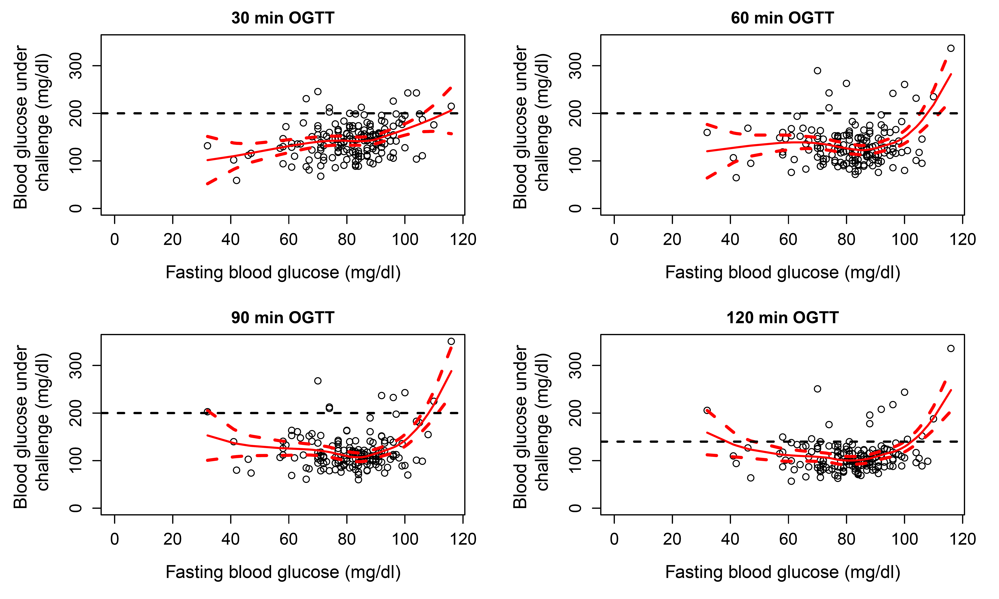 30 min OGTT
Blood glucose under
challenge (mg/dl)
300
200
100
0
0 20 40 60 80 100 120
Fasting blood glucose (mg/dl)
60 min OGTT
Blood glucose under
challenge (mg/dl)
300
200
100
0
0 20 40 60 80 100 120
Fasting blood glucose (mg/dl)
90 min OGTT
Blood glucose under
challenge (mg/dl)
300
200
100
0
0 20 40 60 80 100 120
Fasting blood glucose (mg/dl)
120 min OGTT
Blood glucose under
challenge (mg/dl)
300
200
100
0
0 20 40 60 80 100 120
Fasting blood glucose (mg/dl)